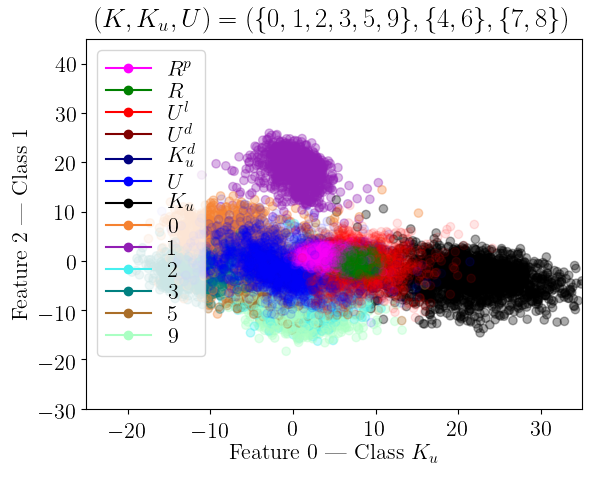 (K, K_u, U) = ({0, 1, 2, 3, 5, 9}, {4, 6}, {7, 8})
40
30
20
10
0
−10
−20
−30
Feature 2 — Class 1
R^p
R
U^l
U^d
K_u^d
U
K_u
0
1
2
3
5
9
−20 −10 0 10 20 30
Feature 0 — Class K_u